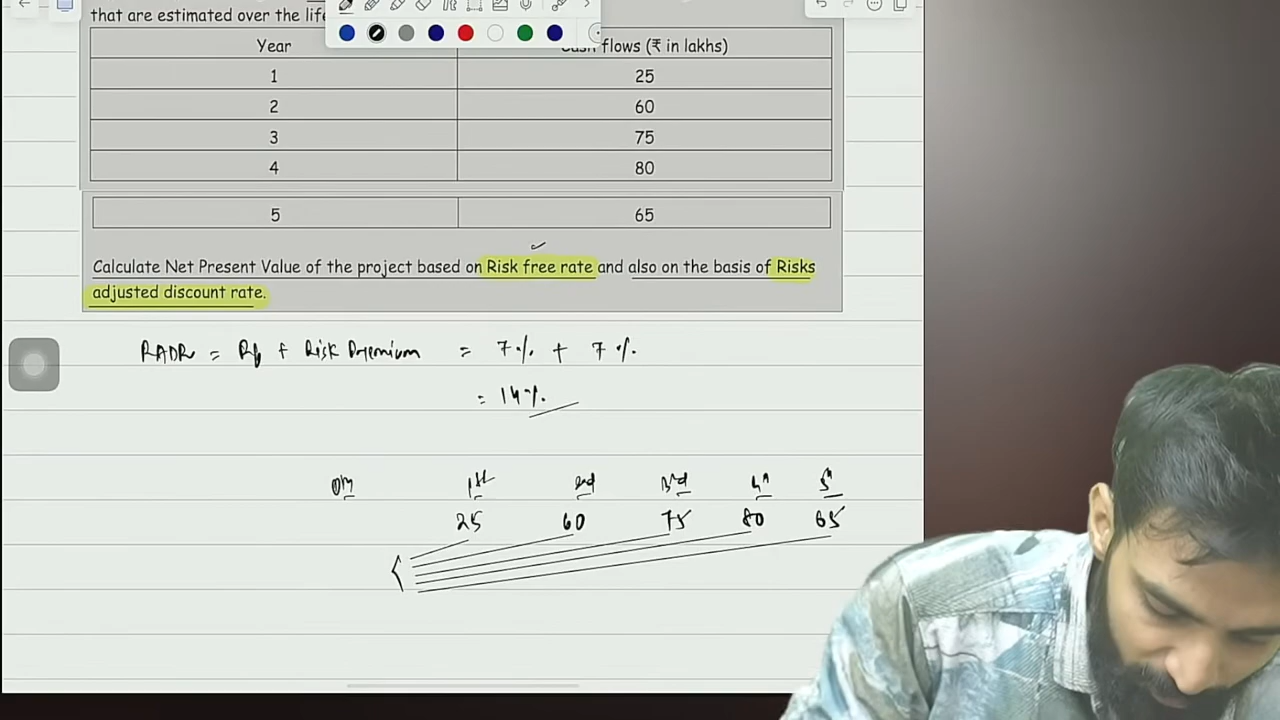 that are estimated over the life
Year flows (₹ in lakhs)
1 25
2 60
3 75
4 80
5 65
Calculate Net Present Value of the project based on Risk free rate and also on the basis of Risks
adjusted discount rate.
RADR = Rf + Risk Premium = 7% + 7%
= 14%
0th 1st 2nd 3rd 4th 5th
25 60 75 80 65